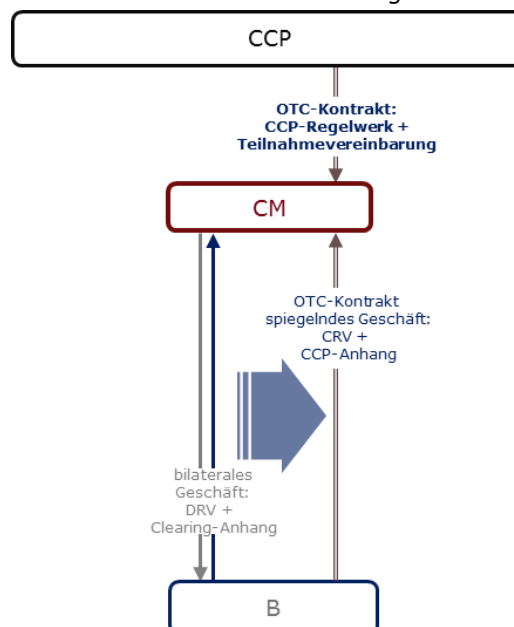 CCP
OTC-Kontrakt:
CCP-Regelwerk +
Teilnahmevereinbarung
CM
OTC-Kontrakt
spiegelndes Geschäft:
CRV +
CCP-Anhang
bilaterales
Geschäft:
DRV +
Clearing-Anhang
B